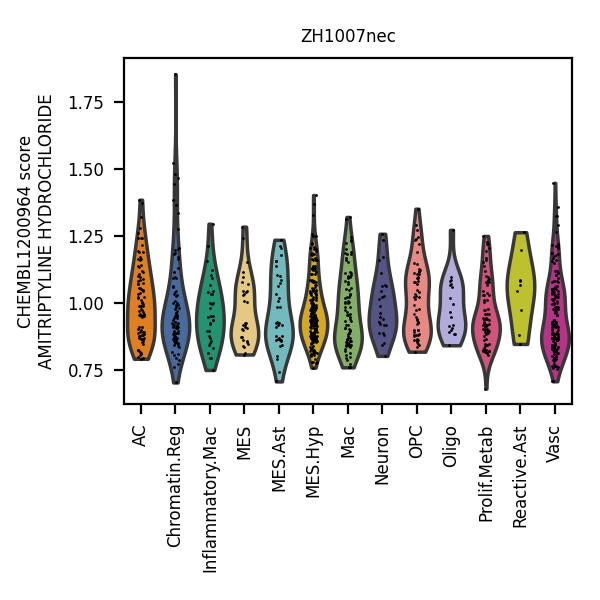 ZH1007nec
CHEMBL1200964 score
AMITRIPTYLINE HYDROCHLORIDE
1.75
1.50
1.25
1.00
0.75
AC
Chromatin.Reg
Inflammatory.Mac
MES
MES.Ast
MES.Hyp
Mac
Neuron
OPC
Oligo
Prolif.Metab
Reactive.Ast
Vasc